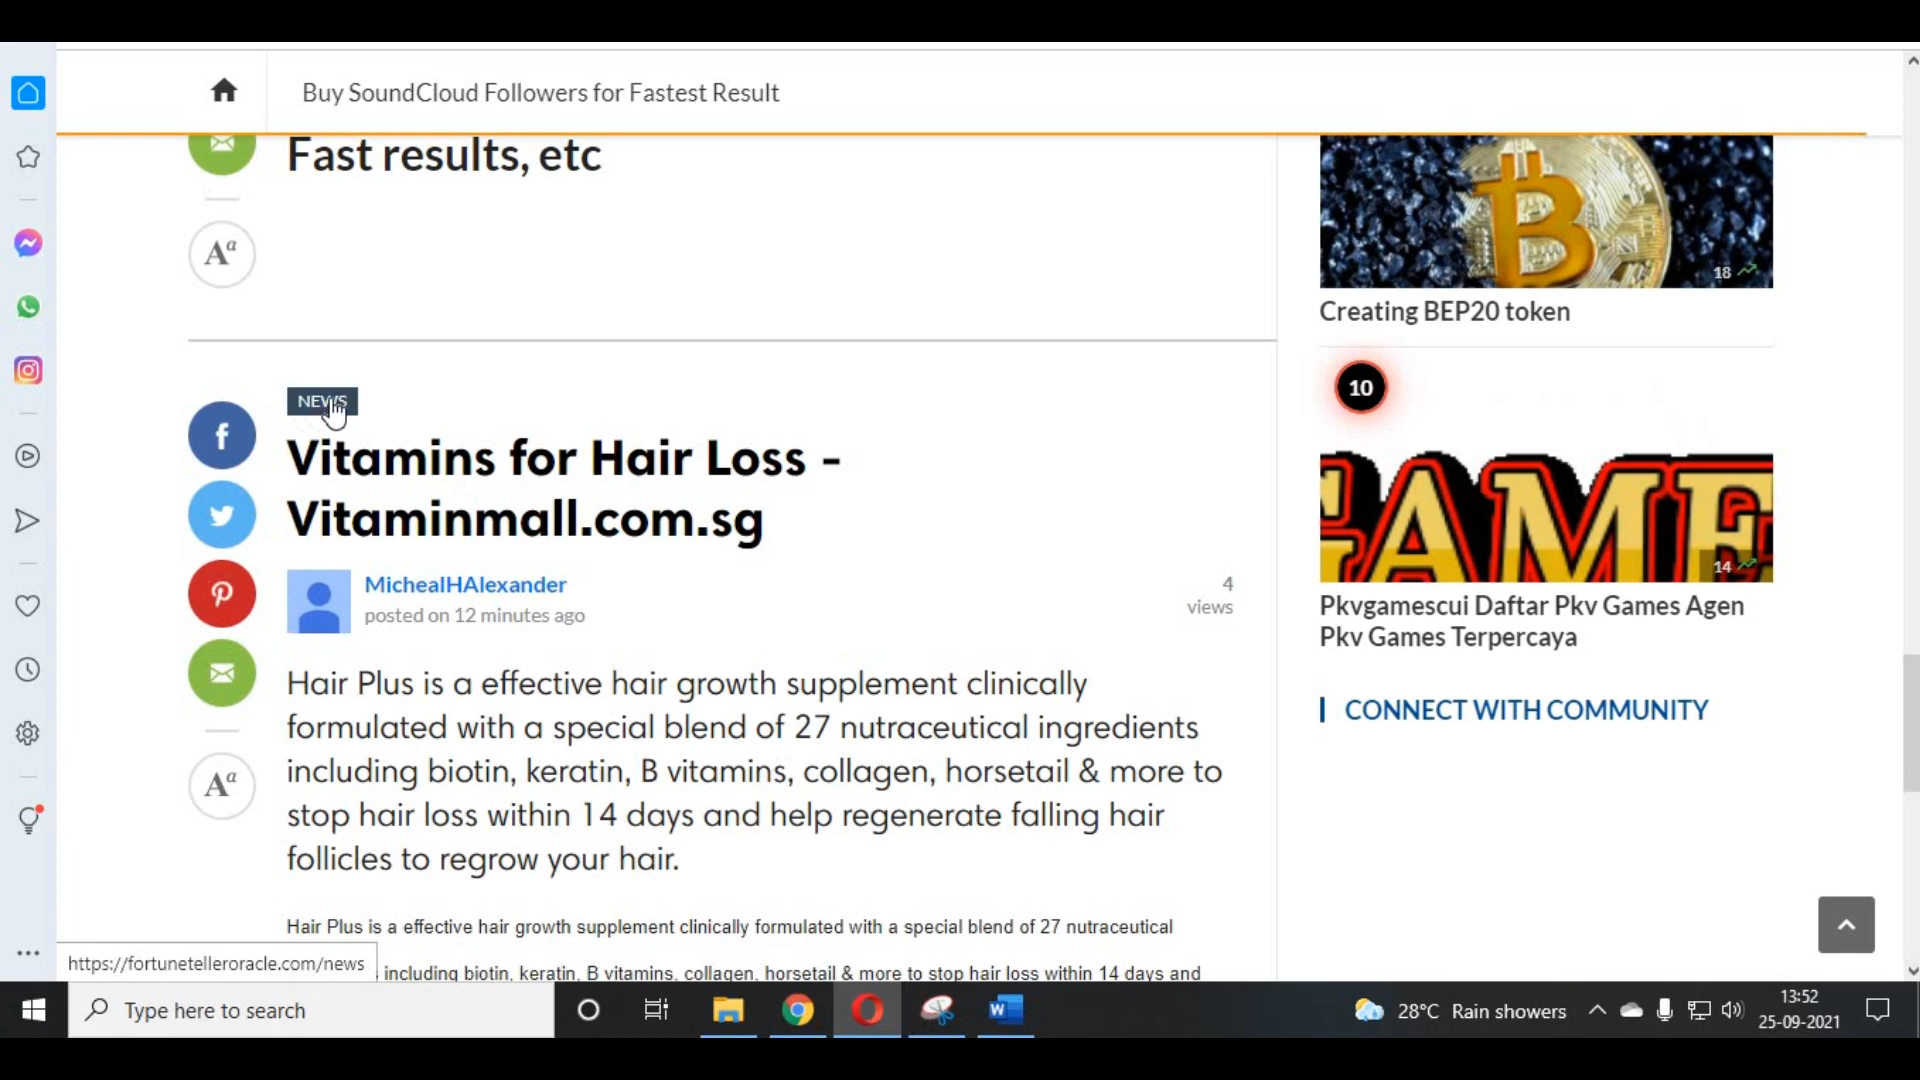 Buy SoundCloud Followers for Fastest Result
Fast results, etc
Aª
NEWS
Vitamins for Hair Loss -
Vitaminmall.com.sg
MichealHAlexander
posted on 12 minutes ago
4
views
Hair Plus is a effective hair growth supplement clinically
formulated with a special blend of 27 nutraceutical ingredients
including biotin, keratin, B vitamins, collagen, horsetail & more to
stop hair loss within 14 days and help regenerate falling hair
follicles to regrow your hair.
Aª
Hair Plus is a effective hair growth supplement clinically formulated with a special blend of 27 nutraceutical
including biotin, keratin, B vitamins, collagen, horsetail & more to stop hair loss within 14 days and
18
Creating BEP20 token
10
GAME
14
Pkvgamescui Daftar Pkv Games Agen
Pkv Games Terpercaya
CONNECT WITH COMMUNITY
https://fortunetelleroracle.com/news
Type here to search
28°C Rain showers
13:52
25-09-2021